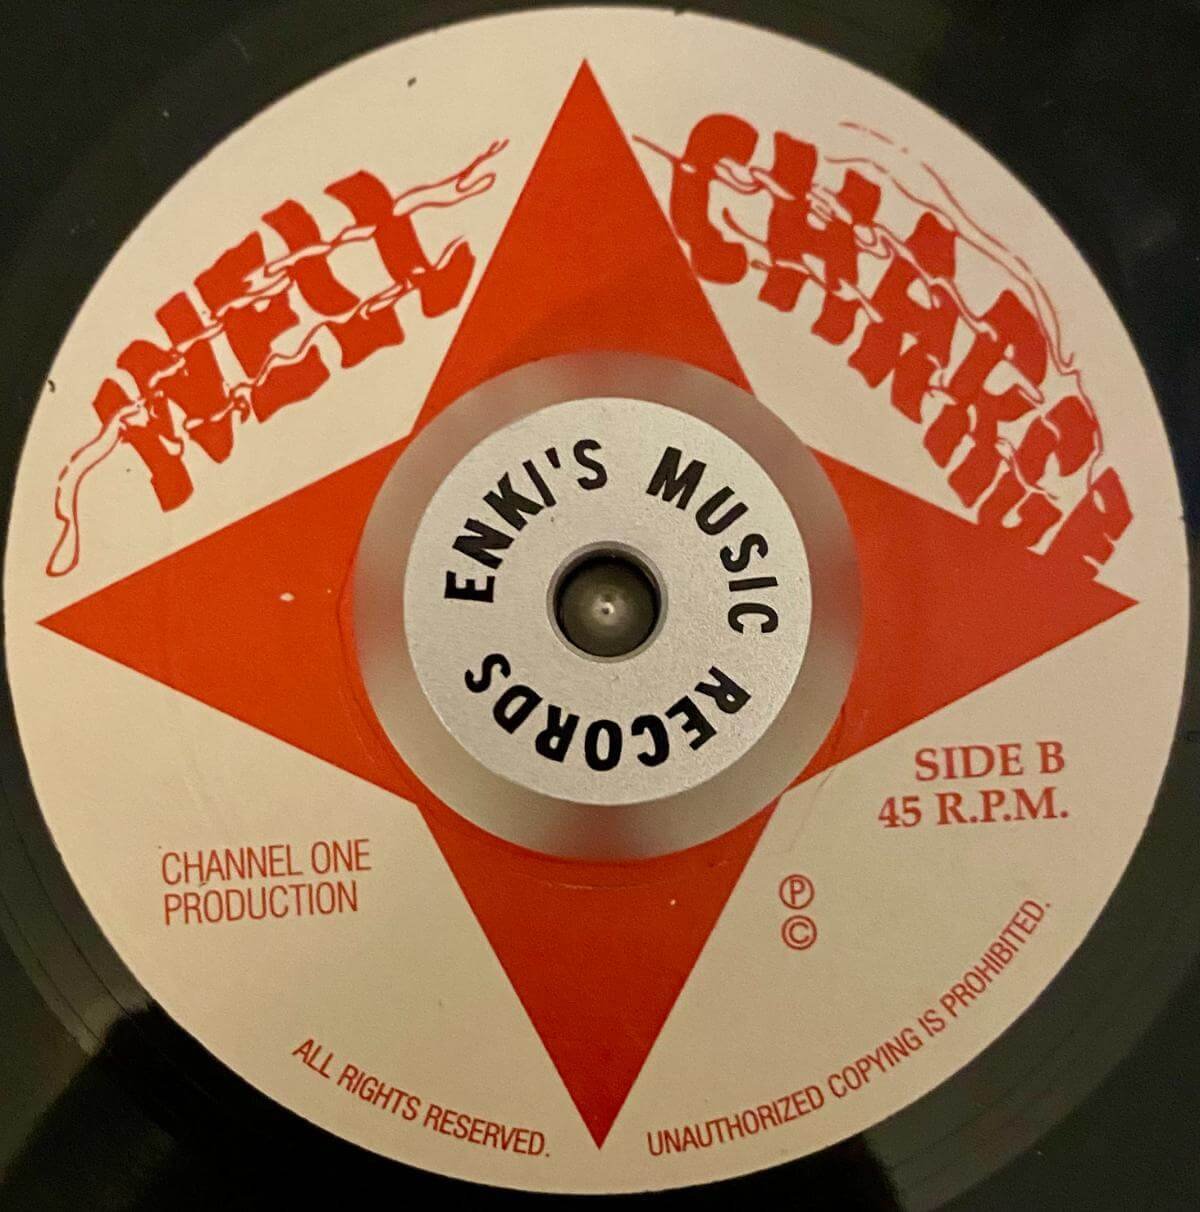 WELL CHARGE
ENKI'S MUSIC RECORDS
SIDE B
45 R.P.M.
CHANNEL ONE
PRODUCTION
Ⓟ
©
ALL RIGHTS RESERVED.
UNAUTHORIZED COPYING IS PROHIBITED.